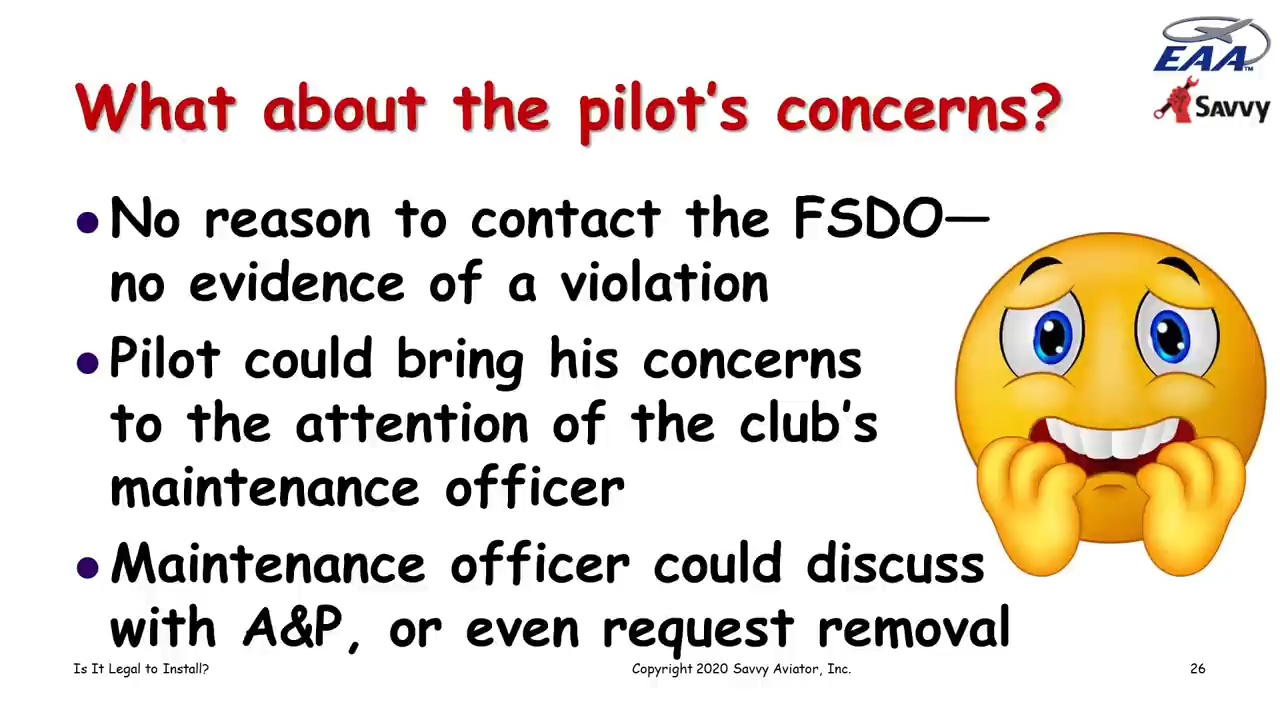 EAA™
Savvy
What about the pilot's concerns?
● No reason to contact the FSDO—
no evidence of a violation
● Pilot could bring his concerns
to the attention of the club's
maintenance officer
● Maintenance officer could discuss
with A&P, or even request removal
Is It Legal to Install?
Copyright 2020 Savvy Aviator, Inc.
26